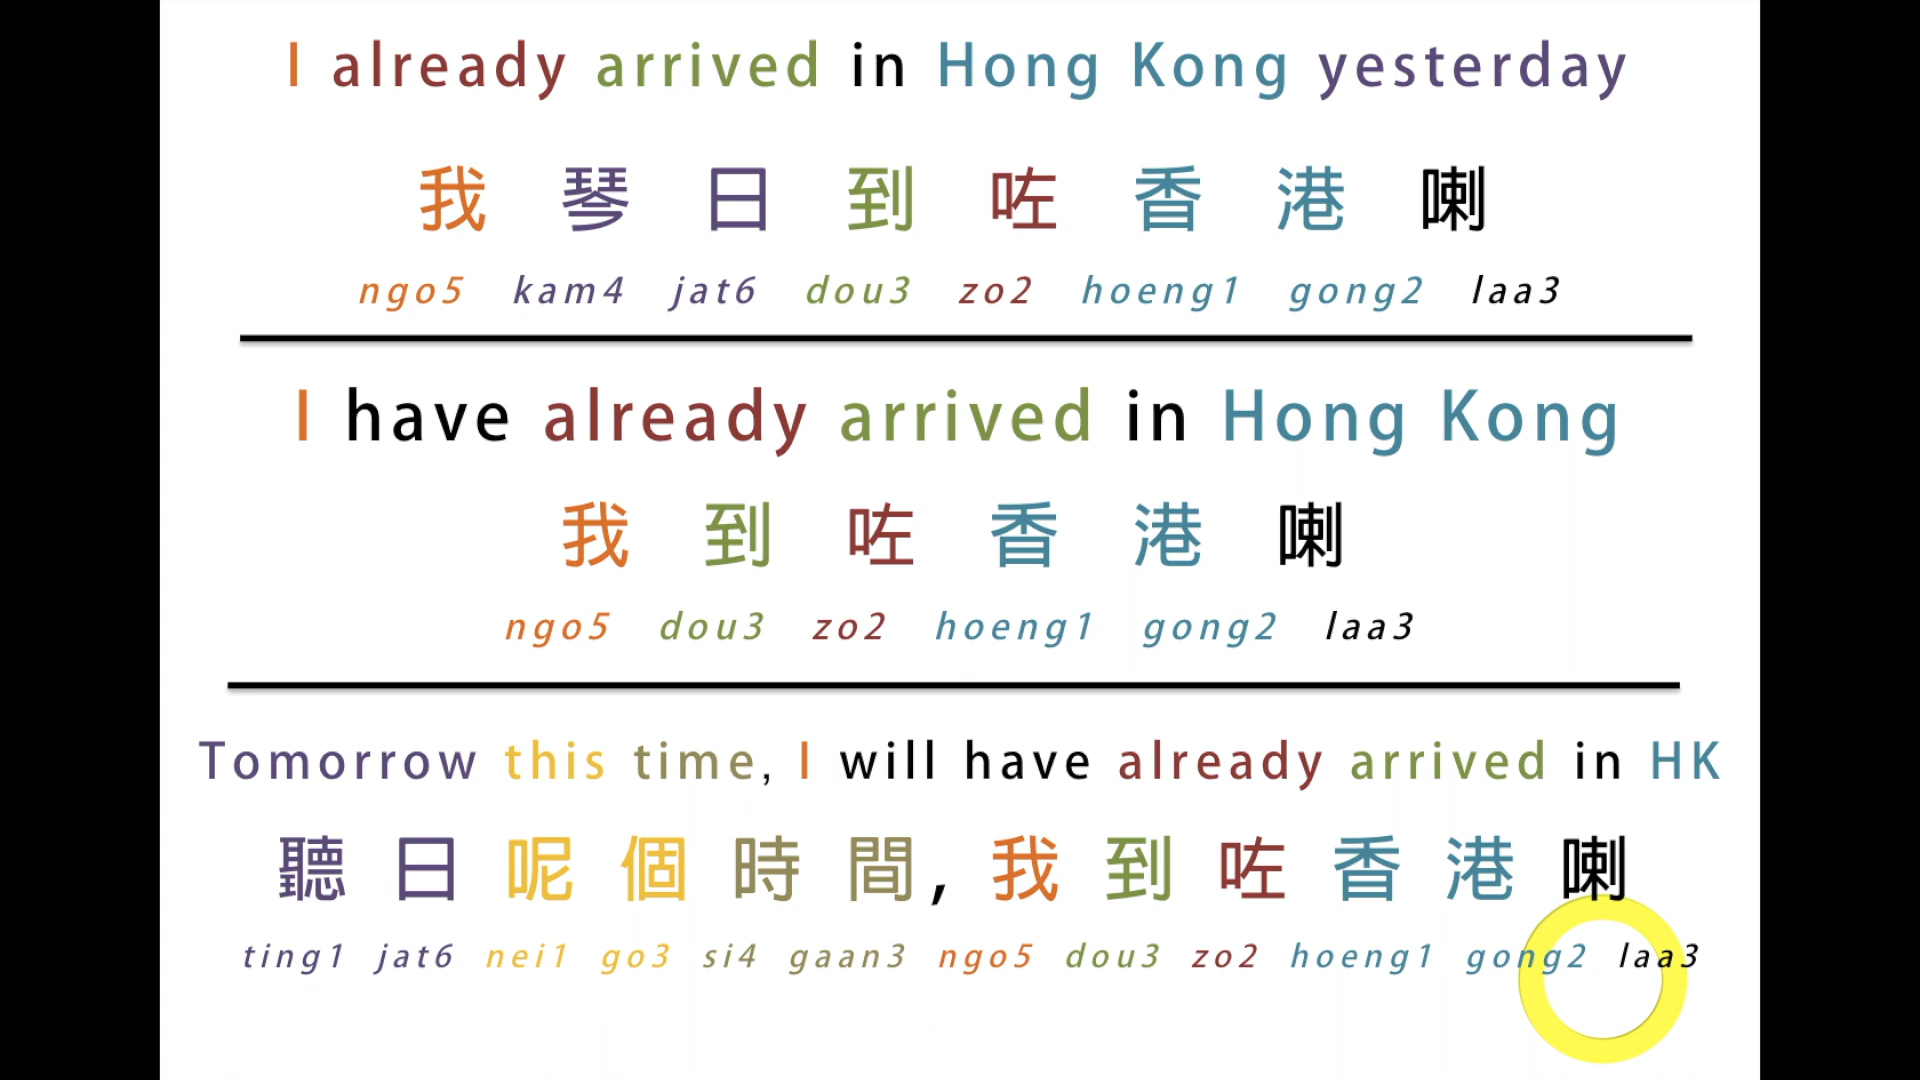 I already arrived in Hong Kong yesterday
我琴日到咗香港喇
ngo5 kam4 jat6 dou3 zo2 hoeng1 gong2 laa3
I have already arrived in Hong Kong
我到咗香港喇
ngo5 dou3 zo2 hoeng1 gong2 laa3
Tomorrow this time, I will have already arrived in HK
聽日呢個時間,我到咗香港喇
ting1 jat6 nei1 go3 si4 gaan3 ngo5 dou3 zo2 hoeng1 gong2 laa3